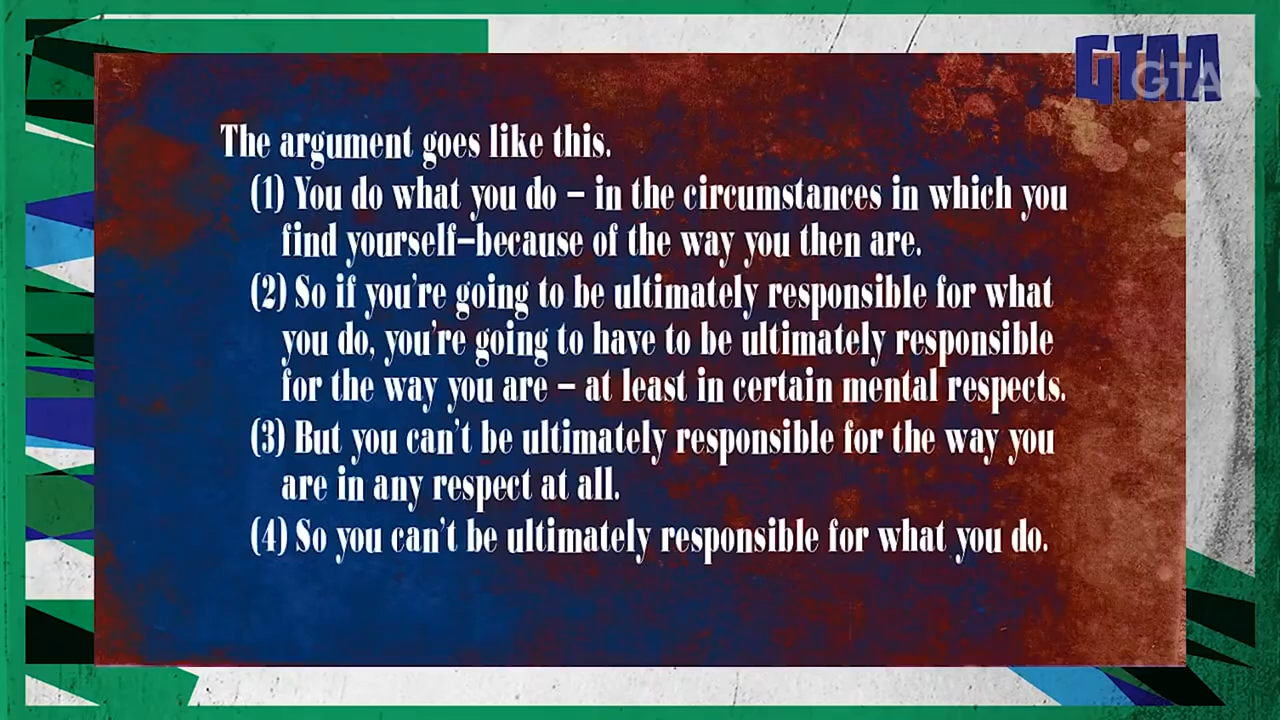 GTAA
GTA
The argument goes like this.
(1) You do what you do – in the circumstances in which you
find yourself–because of the way you then are.
(2) So if you're going to be ultimately responsible for what
you do, you're going to have to be ultimately responsible
for the way you are – at least in certain mental respects.
(3) But you can't be ultimately responsible for the way you
are in any respect at all.
(4) So you can't be ultimately responsible for what you do.